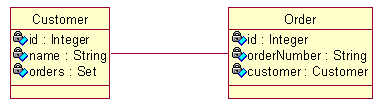 Customer
id : Integer
name : String
orders : Set
Order
id : Integer
orderNumber : String
customer : Customer